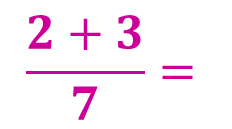 2 + 3
7 =